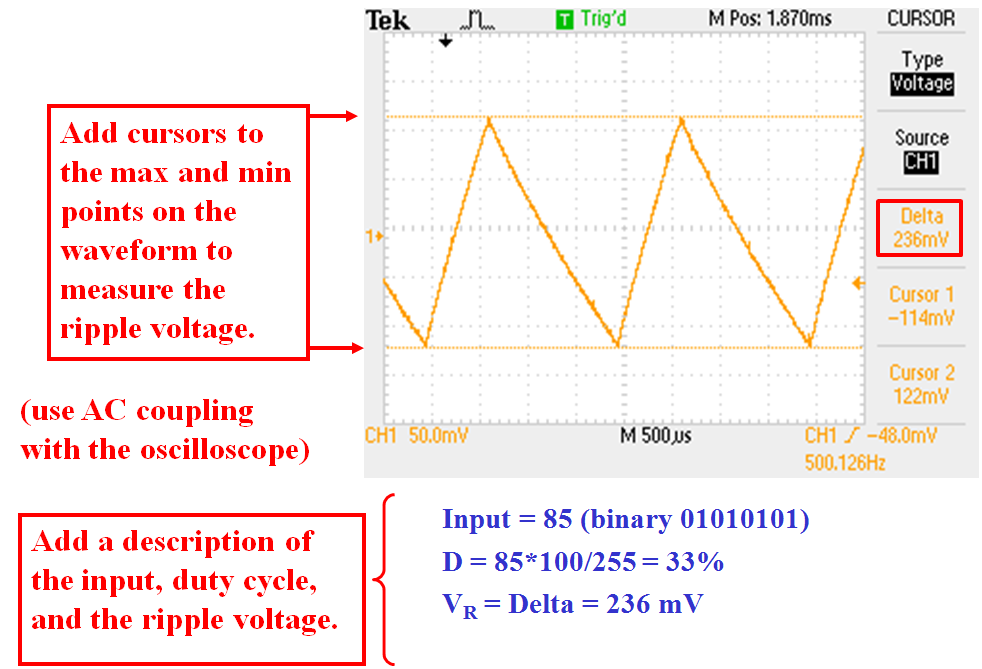 Tek T Trig'd M Pos: 1.870ms CURSOR
Type
Voltage
Source
CH1
Delta
236mV
Cursor 1
-114mV
Cursor 2
122mV
1
CH1 50.0mV M 500µs CH1 -48.0mV
500.126Hz
Add cursors to
the max and min
points on the
waveform to
measure the
ripple voltage.
(use AC coupling
with the oscilloscope)
Add a description of
the input, duty cycle,
and the ripple voltage.
Input = 85 (binary 01010101)
D = 85*100/255 = 33%
VR = Delta = 236 mV